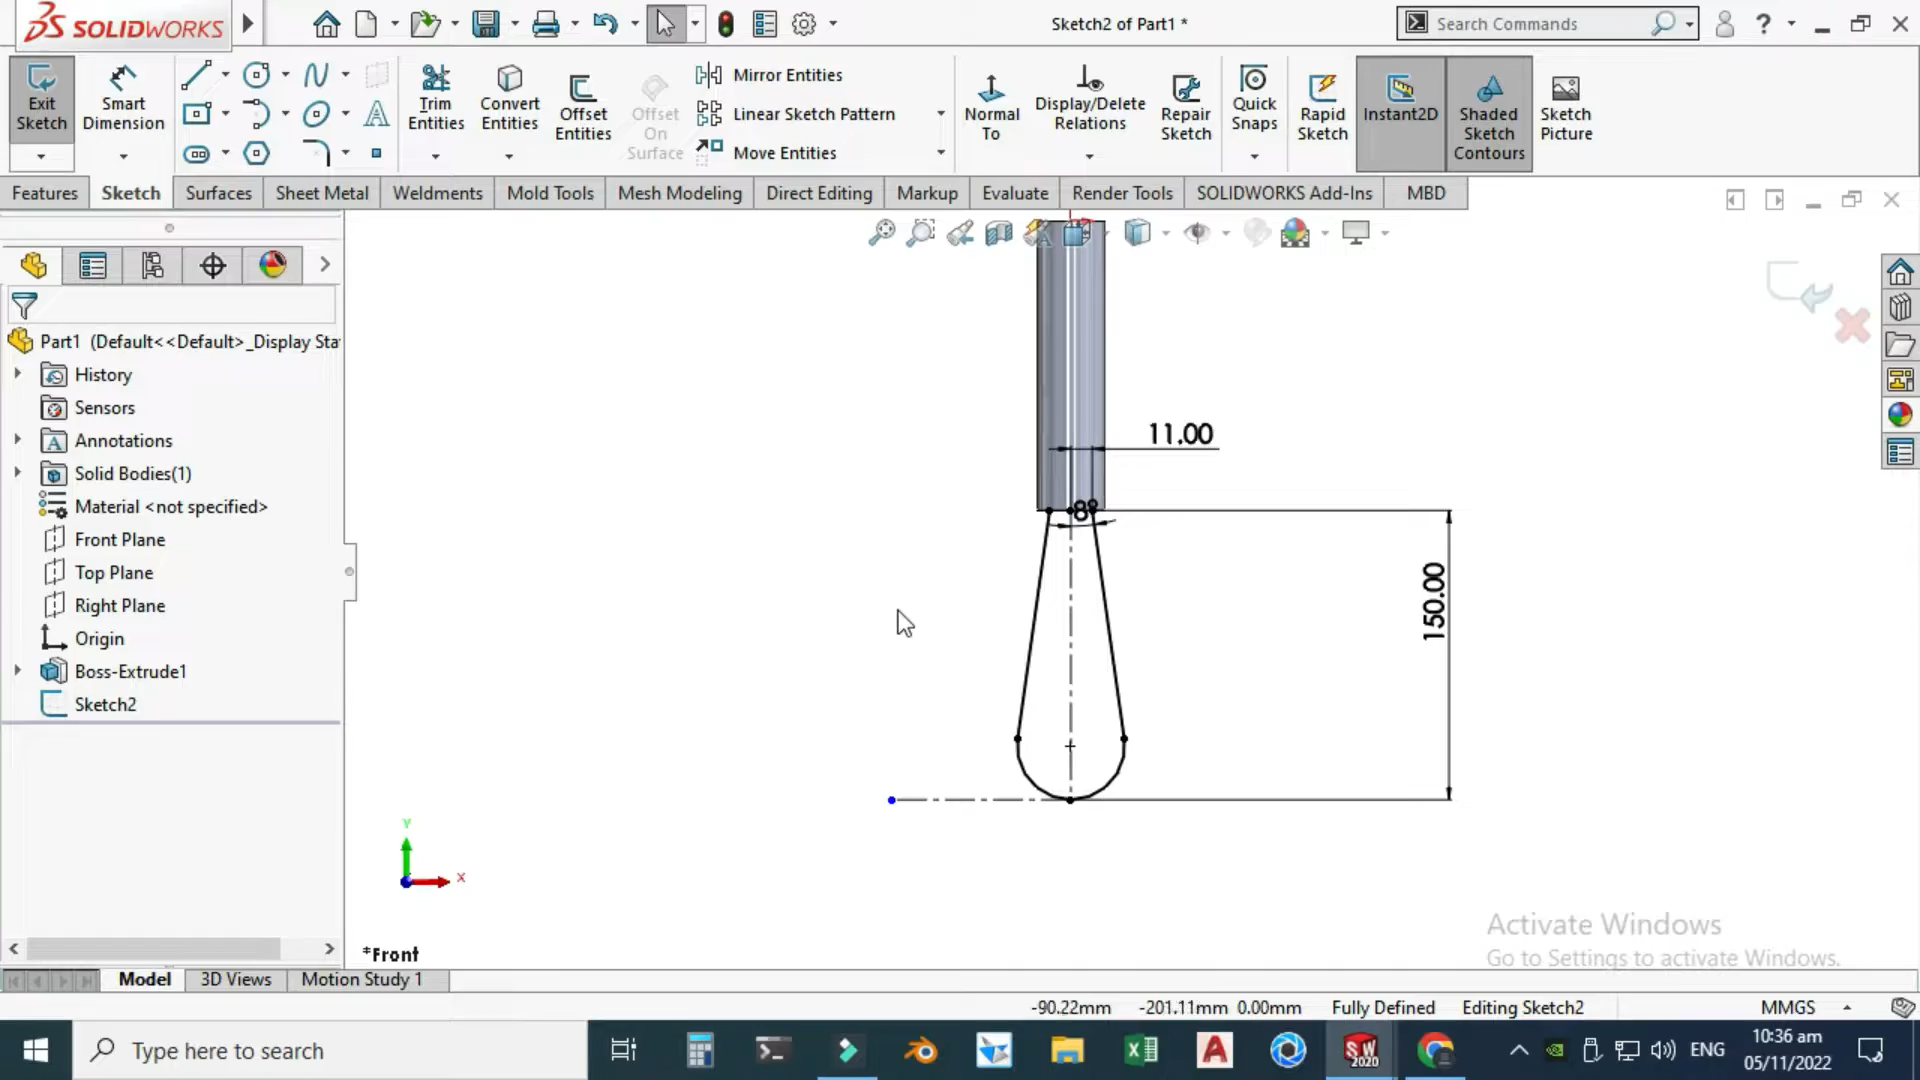 SOLIDWORKS
Sketch2 of Part1 *
Search Commands
Exit Sketch
Smart Dimension
Trim Entities
Convert Entities
Offset Entities
Offset On Surface
Mirror Entities
Linear Sketch Pattern
Move Entities
Normal To
Display/Delete Relations
Repair Sketch
Quick Snaps
Rapid Sketch
Instant2D
Shaded Sketch Contours
Sketch Picture
Features
Sketch
Surfaces
Sheet Metal
Weldments
Mold Tools
Mesh Modeling
Direct Editing
Markup
Evaluate
Render Tools
SOLIDWORKS Add-Ins
MBD
Part1 (Default<<Default>_Display Sta
History
Sensors
Annotations
Solid Bodies(1)
Material <not specified>
Front Plane
Top Plane
Right Plane
Origin
Boss-Extrude1
Sketch2
11.00
8°
150.00
Y
X
*Front
Activate Windows
Go to Settings to activate Windows.
Model
3D Views
Motion Study 1
-90.22mm
-201.11mm 0.00mm
Fully Defined
Editing Sketch2
MMGS
Type here to search
SW 2020
ENG
10:36 am
05/11/2022